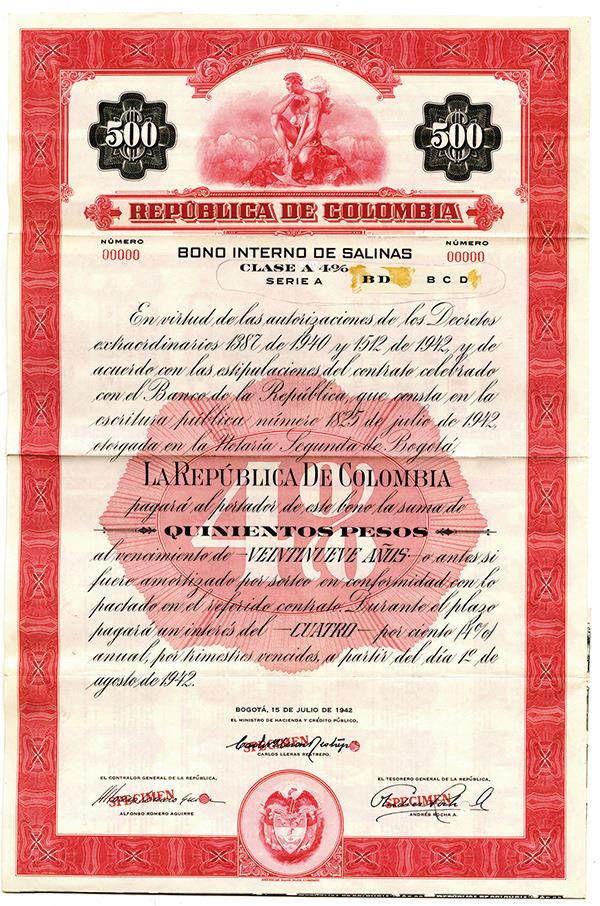 500 500
REPÚBLICA DE COLOMBIA
NÚMERO NÚMERO
00000 00000
BONO INTERNO DE SALINAS
CLASE A 4%
SERIE A BD BCD
En virtud de las autorizaciones de los Decretos
extraordinarios 1387 de 1940 y 1512 de 1942, y de
acuerdo con las estipulaciones del contrato celebrado
con el Banco de la República, que consta en la
escritura pública número 1825 de julio de 1942,
otorgada en la Notaría Segunda de Bogotá,
LA REPÚBLICA DE COLOMBIA
pagará al portador de este bono la suma de
QUINIENTOS PESOS
al vencimiento de VEINTINUEVE AÑOS o antes si
fuere amortizado por sorteo en conformidad con lo
pactado en el referido contrato. Durante el plazo
pagará un interés del CUATRO por ciento (4%)
anual, por trimestres vencidos, a partir del día 1º de
agosto de 1942.
4%
BOGOTÁ, 15 DE JULIO DE 1942
EL MINISTRO DE HACIENDA Y CRÉDITO PÚBLICO,
SPECIMEN
CARLOS LLERAS RESTREPO.
EL CONTRALOR GENERAL DE LA REPÚBLICA, EL TESORERO GENERAL DE LA REPÚBLICA,
SPECIMEN SPECIMEN
ALFONSO ROMERO AGUIRRE ANDRÉS ROCHA A.
AMERICAN BANK NOTE COMPANY.